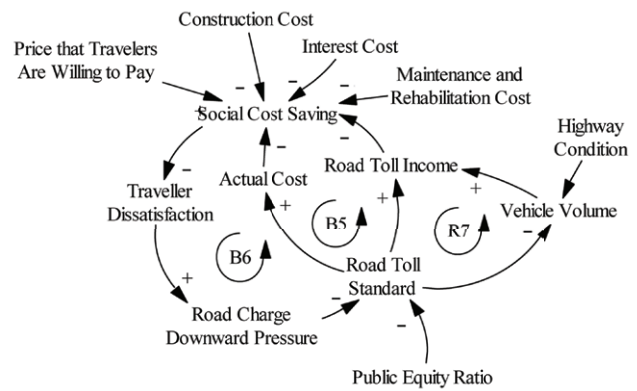 Construction Cost
Price that Travelers
Are Willing to Pay
Interest Cost
Maintenance and
Rehabilitation Cost
Highway
Condition
+
−
−
−
−
Social Cost Saving
−
−
−
Traveller
Dissatisfaction
Actual Cost
Road Toll Income
+
+
+
Vehicle Volume
−
B6
B5
R7
+
Road Toll
Standard
Road Charge
Downward Pressure
−
−
Public Equity Ratio